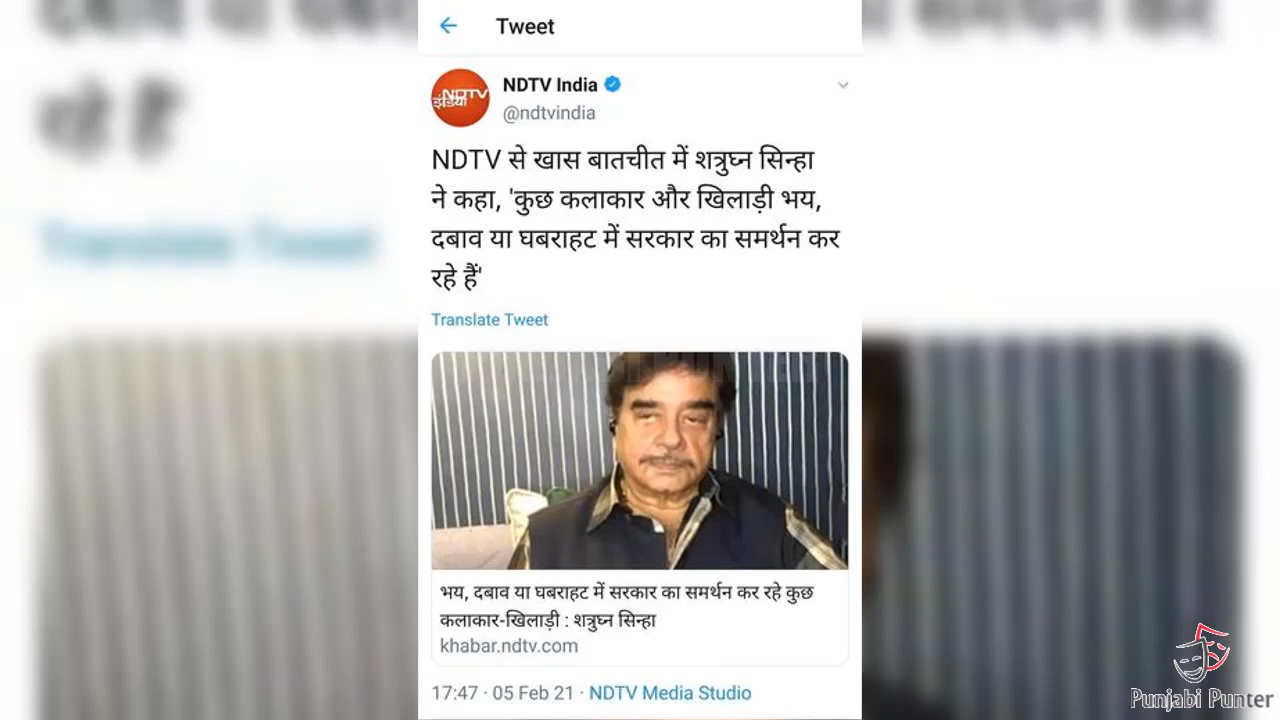 Tweet
NDTV India
@ndtvindia
NDTV
इंडिया
NDTV से खास बातचीत में शत्रुघ्न सिन्हा
ने कहा, 'कुछ कलाकार और खिलाड़ी भय,
दबाव या घबराहट में सरकार का समर्थन कर
रहे हैं'
Translate Tweet
भय, दबाव या घबराहट में सरकार का समर्थन कर रहे कुछ
कलाकार-खिलाड़ी : शत्रुघ्न सिन्हा
khabar.ndtv.com
17:47 · 05 Feb 21 · NDTV Media Studio
Punjabi Punter